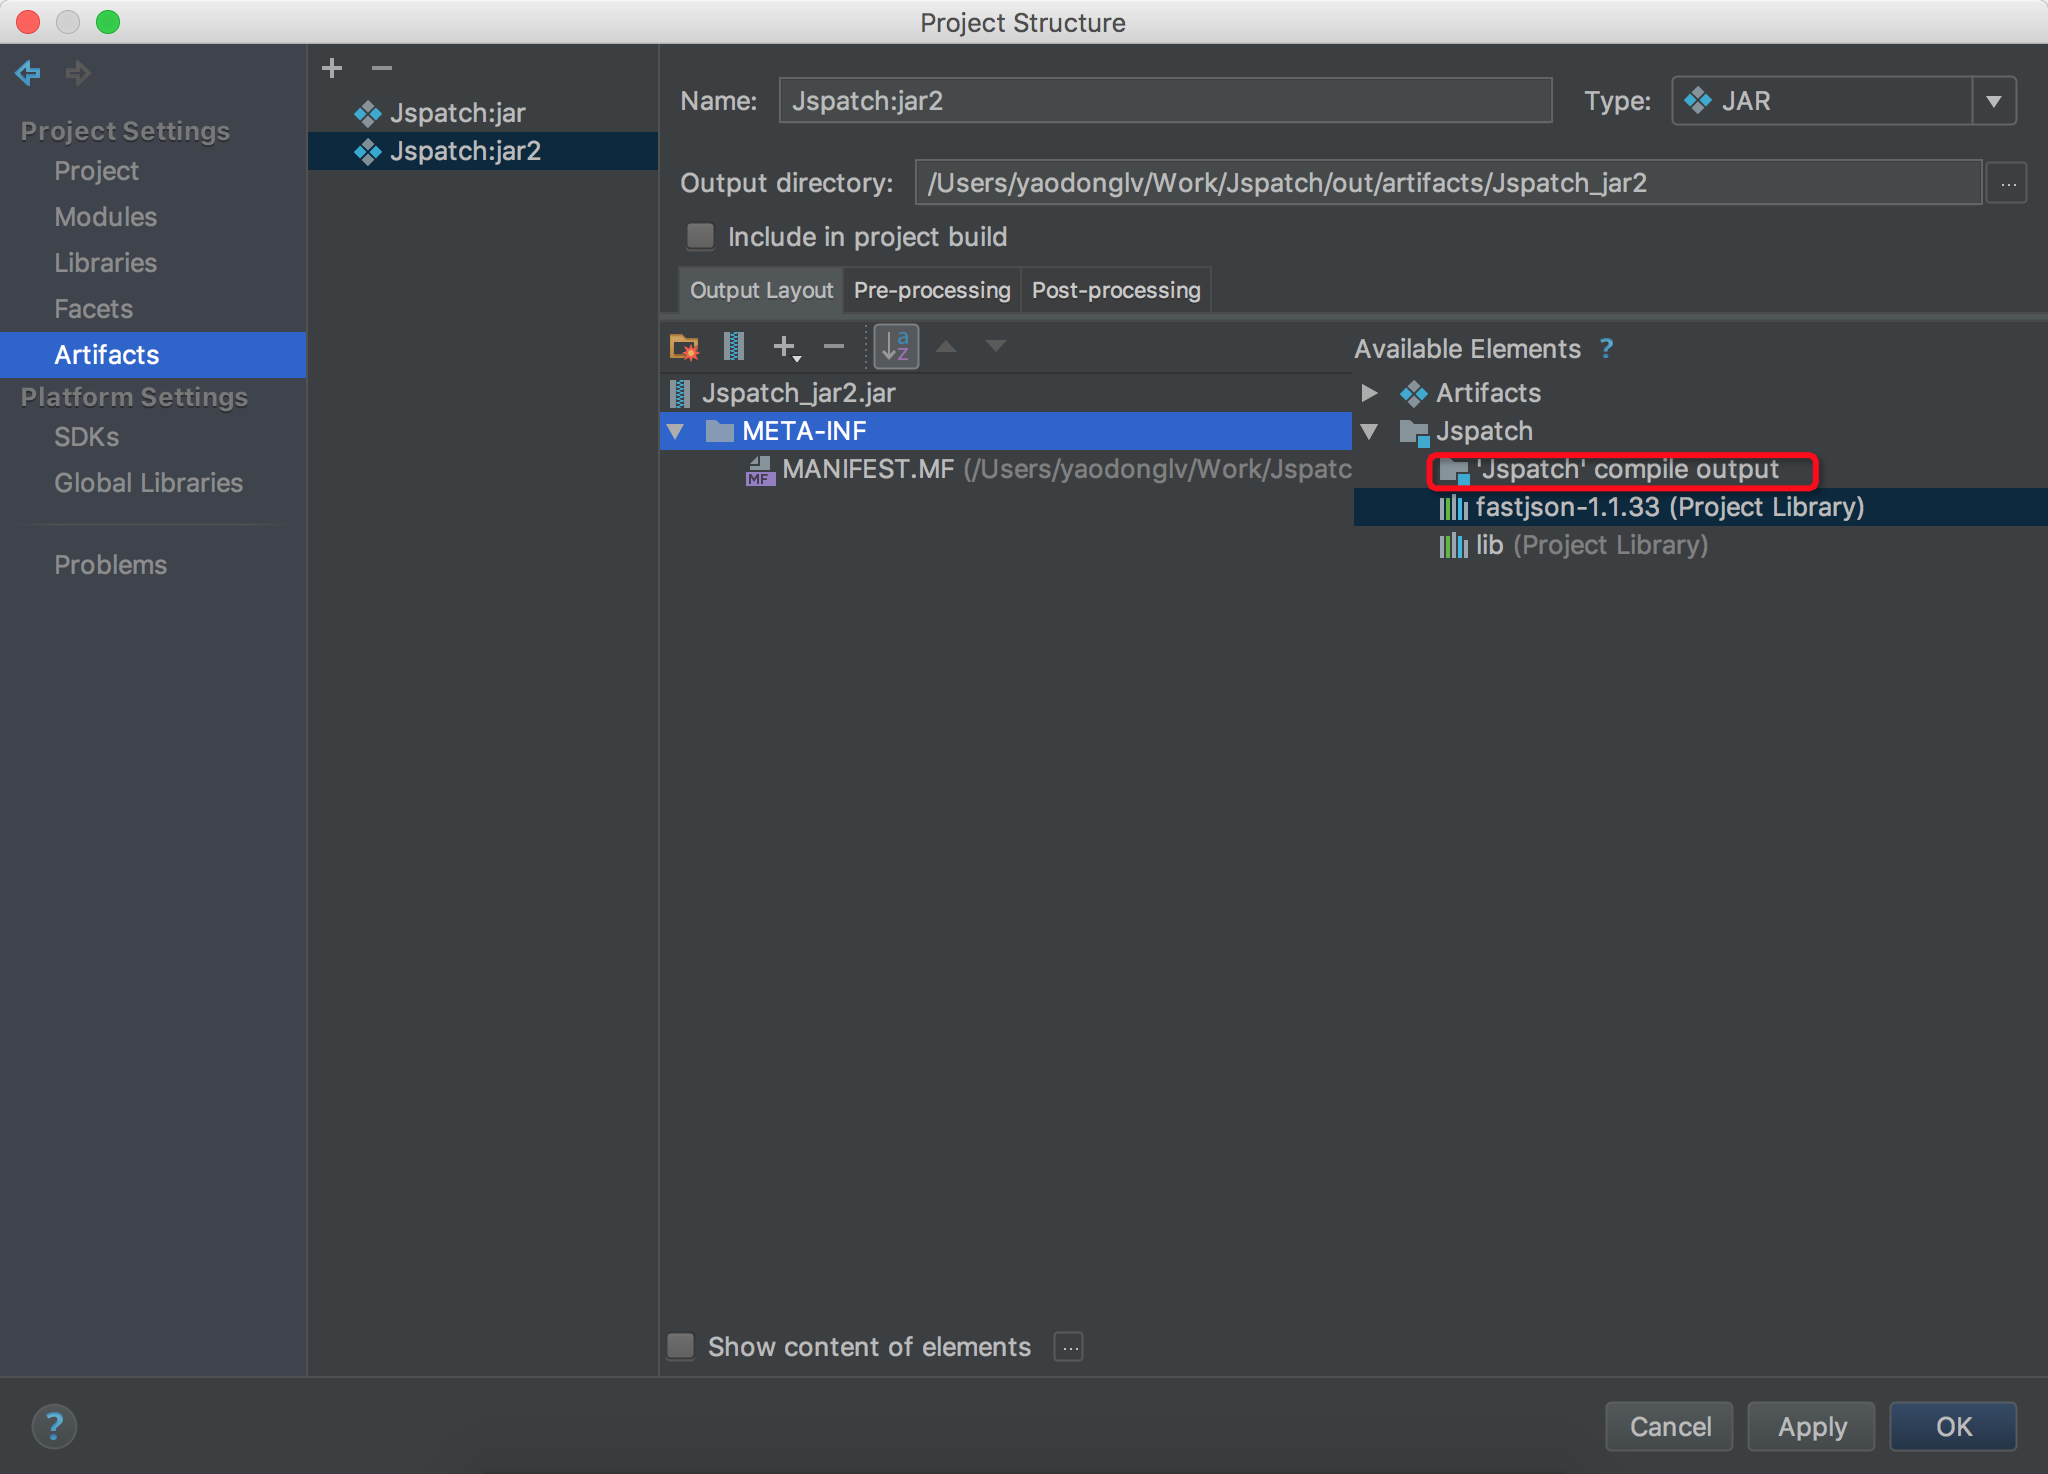 Project Structure
Project Settings
Project
Modules
Libraries
Facets
Artifacts
Platform Settings
SDKs
Global Libraries
Problems
Jspatch:jar
Jspatch:jar2
Name: Jspatch:jar2 Type: JAR
Output directory: /Users/yaodonglv/Work/Jspatch/out/artifacts/Jspatch_jar2 ...
Include in project build
Output Layout Pre-processing Post-processing
a
z
Available Elements ?
Jspatch_jar2.jar
META-INF
MF MANIFEST.MF (/Users/yaodonglv/Work/Jspatc
Artifacts
Jspatch
'Jspatch' compile output
fastjson-1.1.33 (Project Library)
lib (Project Library)
Show content of elements ...
? Cancel Apply OK